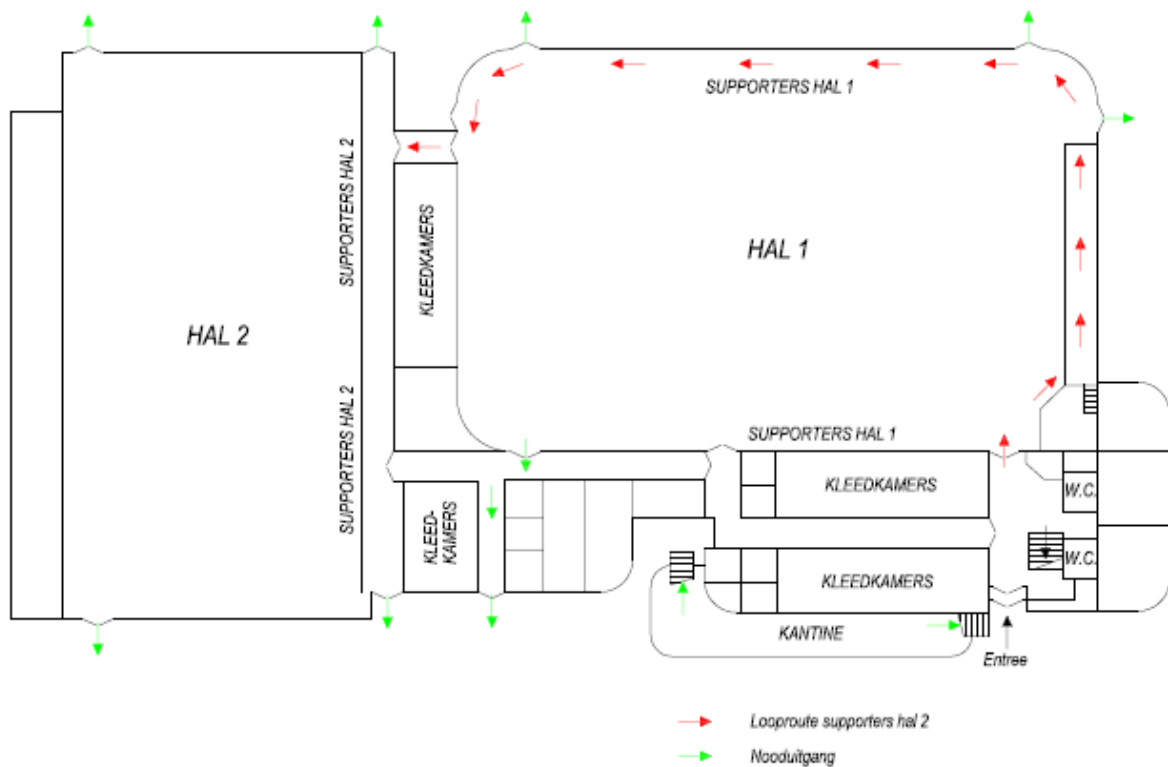 SUPPORTERS HAL 1
SUPPORTERS HAL 2
KLEEDKAMERS
HAL 1
HAL 2
SUPPORTERS HAL 2
SUPPORTERS HAL 1
KLEED-
KAMERS
KLEEDKAMERS
W.C.
KLEEDKAMERS
W.C.
KANTINE
Entree
Looproute supporters hal 2
Nooduitgang